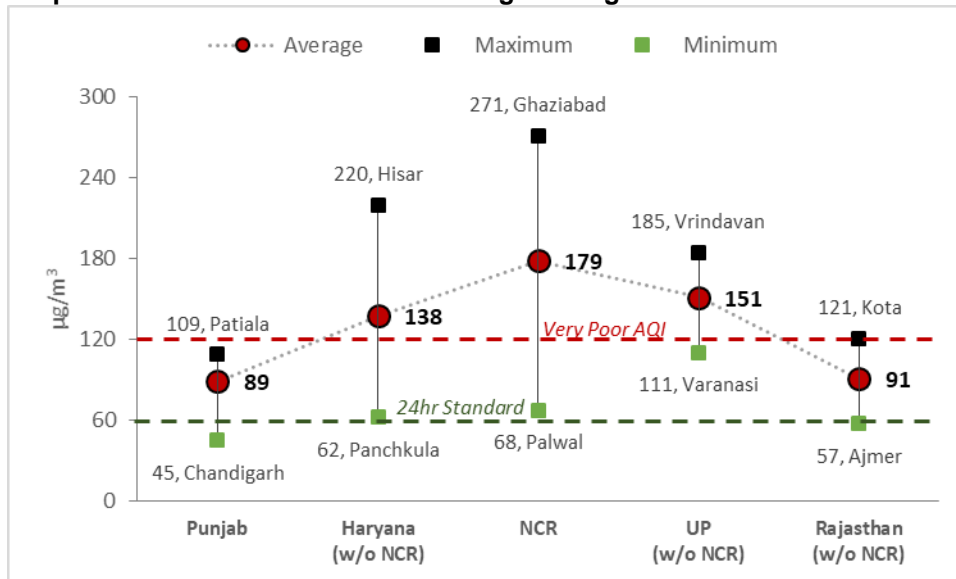 Average Maximum Minimum
300
271, Ghaziabad
240
220, Hisar
185, Vrindavan
180
179
151
138
µg/m³
109, Patiala
121, Kota
Very Poor AQI
120
89
91
111, Varanasi
24hr Standard
60
62, Panchkula
68, Palwal
57, Ajmer
45, Chandigarh
0
Punjab Haryana NCR UP Rajasthan
(w/o NCR) (w/o NCR) (w/o NCR)